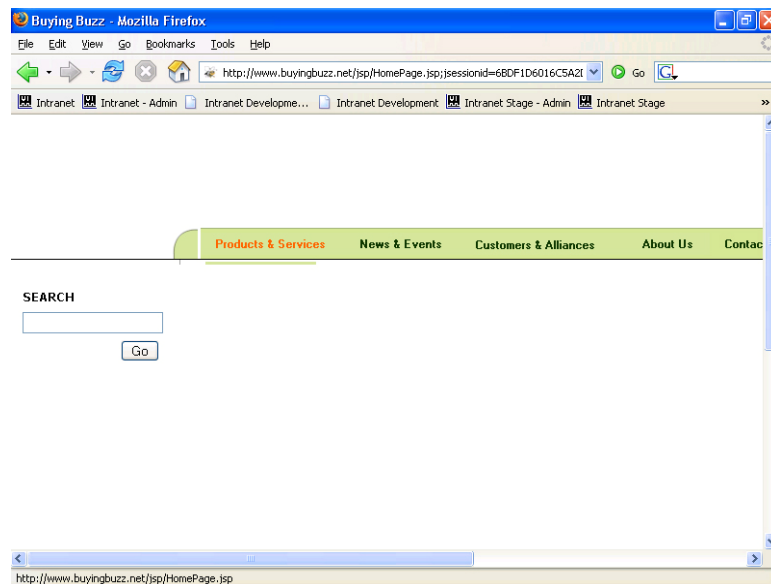 Buying Buzz - Mozilla Firefox
File Edit View Go Bookmarks Tools Help
http://www.buyingbuzz.net/jsp/HomePage.jsp;jsessionid=6BDF1D6016C5A2 Go G
Intranet Intranet - Admin Intranet Developme... Intranet Development Intranet Stage - Admin Intranet Stage »
Products & Services News & Events Customers & Alliances About Us Contac
SEARCH
Go
http://www.buyingbuzz.net/jsp/HomePage.jsp